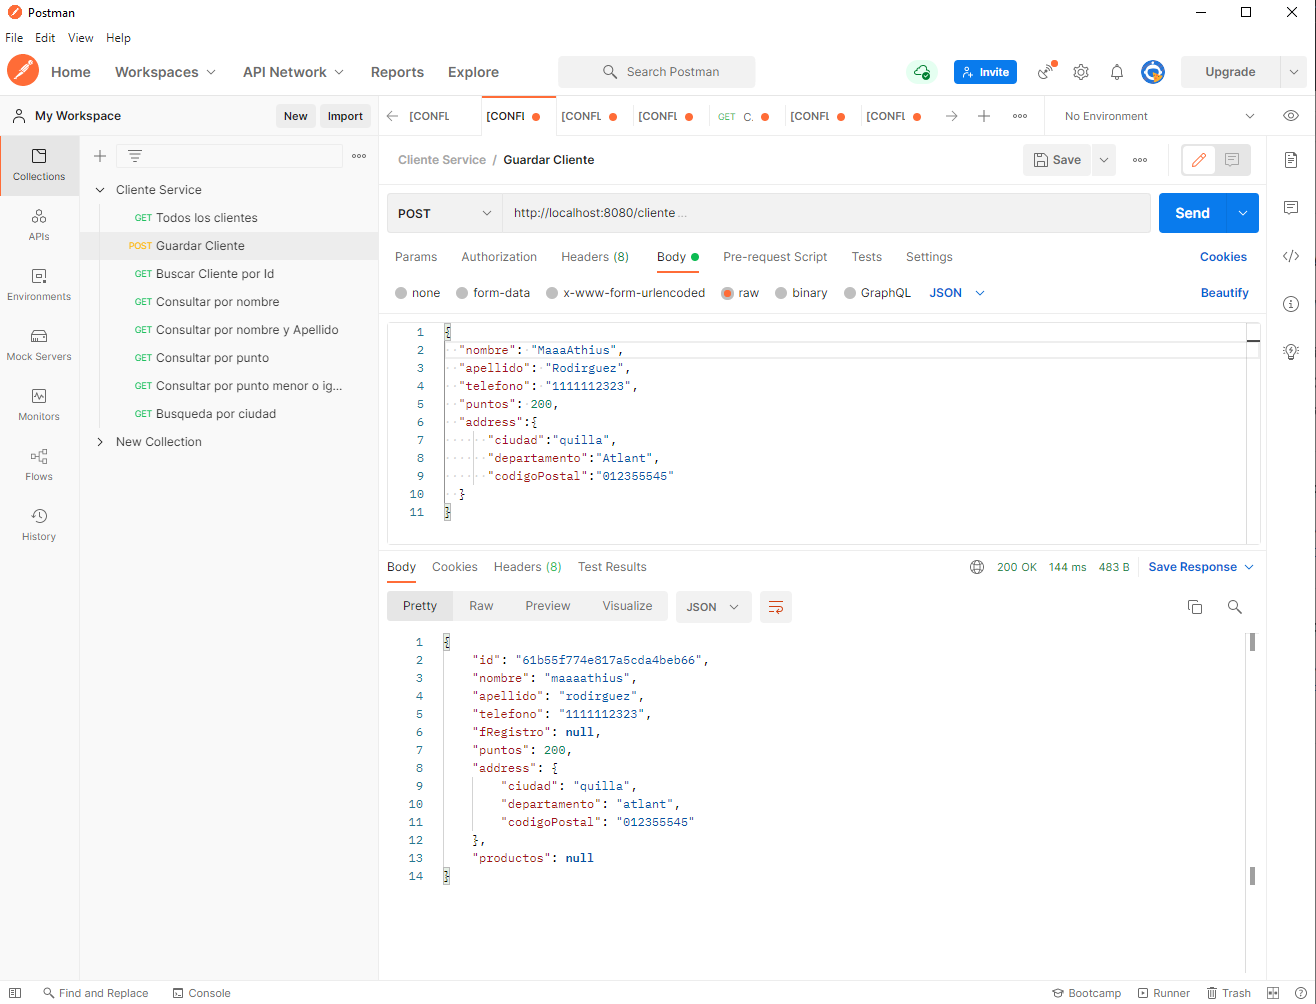 Postman
File Edit View Help
Home Workspaces API Network Reports Explore Search Postman Invite Upgrade
My Workspace New Import
[CONFL [CONFL [CONFL [CONFL GET C. [CONFL [CONFL No Environment
Collections
APIs
Environments
Mock Servers
Monitors
Flows
History
Cliente Service
GET Todos los clientes
POST Guardar Cliente
GET Buscar Cliente por Id
GET Consultar por nombre
GET Consultar por nombre y Apellido
GET Consultar por punto
GET Consultar por punto menor o ig...
GET Busqueda por ciudad
New Collection
Cliente Service / Guardar Cliente Save
POST http://localhost:8080/cliente ... Send
Params Authorization Headers (8) Body Pre-request Script Tests Settings Cookies
none form-data x-www-form-urlencoded raw binary GraphQL JSON Beautify
1 {
2 "nombre": "MaaaAthius",
3 "apellido": "Rodirguez",
4 "telefono": "1111112323",
5 "puntos": 200,
6 "address":{
7 "ciudad":"quilla",
8 "departamento":"Atlant",
9 "codigoPostal":"012355545"
10 }
11 }
Body Cookies Headers (8) Test Results 200 OK 144 ms 483 B Save Response
Pretty Raw Preview Visualize JSON
1 {
2 "id": "61b55f774e817a5cda4beb66",
3 "nombre": "maaaathius",
4 "apellido": "rodirguez",
5 "telefono": "1111112323",
6 "fRegistro": null,
7 "puntos": 200,
8 "address": {
9 "ciudad": "quilla",
10 "departamento": "atlant",
11 "codigoPostal": "012355545"
12 },
13 "productos": null
14 }
Find and Replace Console Bootcamp Runner Trash